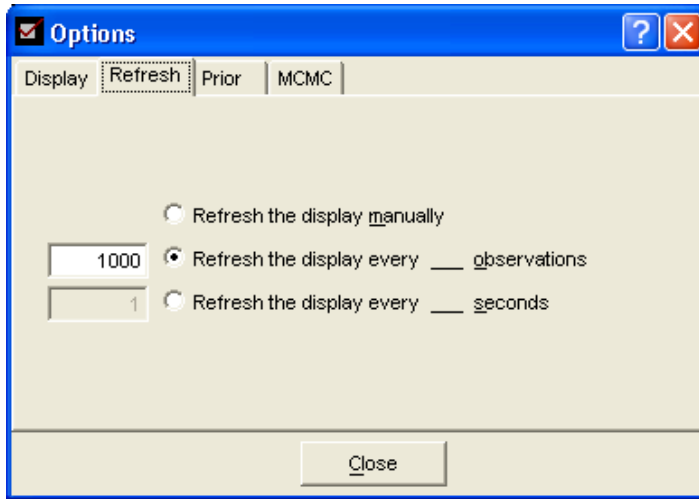 Options
Display Refresh Prior MCMC
Refresh the display manually
1000 Refresh the display every ___ observations
1 Refresh the display every ___ seconds
Close